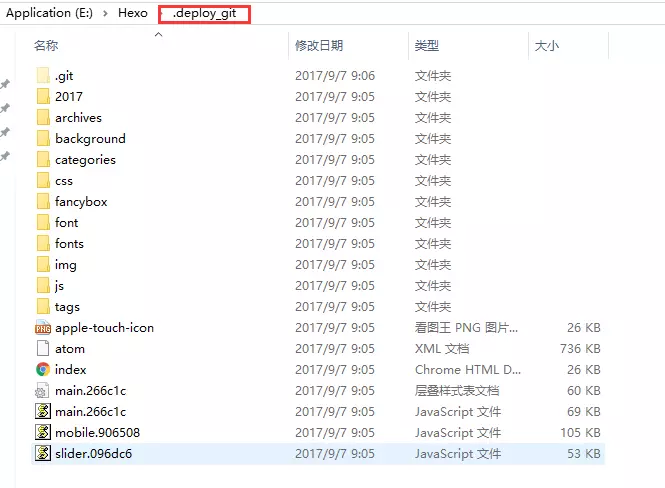 Application (E:) > Hexo > .deploy_git
名称 修改日期 类型 大小
.git 2017/9/7 9:06 文件夹
2017 2017/9/7 9:05 文件夹
archives 2017/9/7 9:05 文件夹
background 2017/9/7 9:05 文件夹
categories 2017/9/7 9:05 文件夹
css 2017/9/7 9:05 文件夹
fancybox 2017/9/7 9:05 文件夹
font 2017/9/7 9:05 文件夹
fonts 2017/9/7 9:05 文件夹
img 2017/9/7 9:05 文件夹
js 2017/9/7 9:05 文件夹
tags 2017/9/7 9:05 文件夹
apple-touch-icon 2017/9/7 9:05 看图王 PNG 图片... 26 KB
atom 2017/9/7 9:05 XML 文档 736 KB
index 2017/9/7 9:05 Chrome HTML D... 26 KB
main.266c1c 2017/9/7 9:05 层叠样式表文档 60 KB
main.266c1c 2017/9/7 9:05 JavaScript 文件 69 KB
mobile.906508 2017/9/7 9:05 JavaScript 文件 105 KB
slider.096dc6 2017/9/7 9:05 JavaScript 文件 53 KB